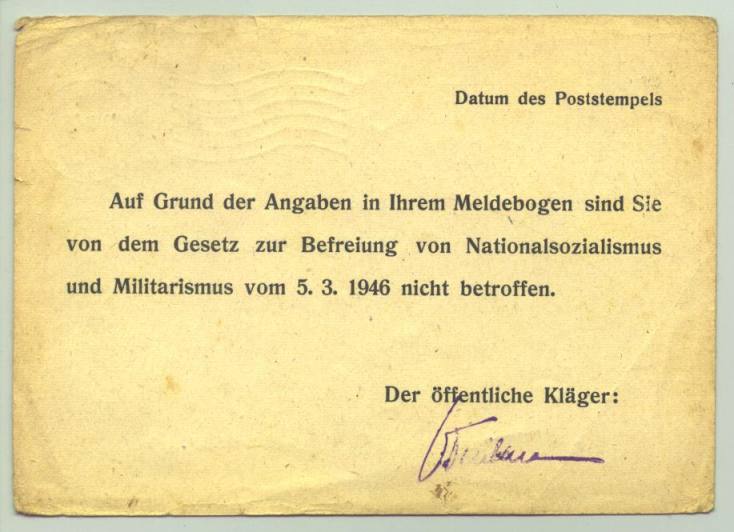 Datum des Poststempels
Auf Grund der Angaben in Ihrem Meldebogen sind Sie
von dem Gesetz zur Befreiung von Nationalsozialismus
und Militarismus vom 5. 3. 1946 nicht betroffen.
Der öffentliche Kläger: